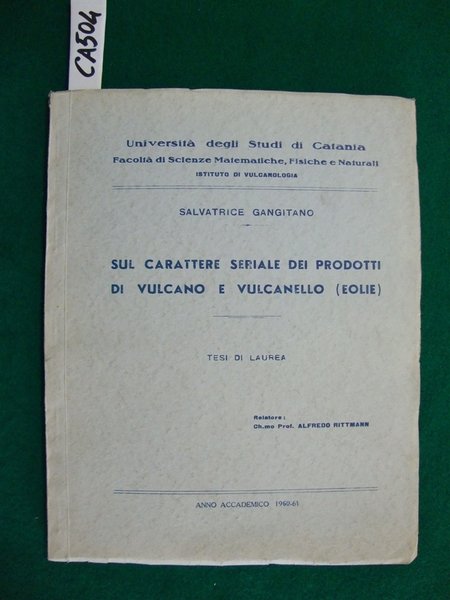 CA504
Università degli Studi di Catania
Facoltà di Scienze Matematiche, Fisiche e Naturali
ISTITUTO DI VULCANOLOGIA
SALVATRICE GANGITANO
SUL CARATTERE SERIALE DEI PRODOTTI
DI VULCANO E VULCANELLO (EOLIE)
TESI DI LAUREA
Relatore:
Ch.mo Prof. ALFREDO RITTMANN
ANNO ACCADEMICO 1960-61